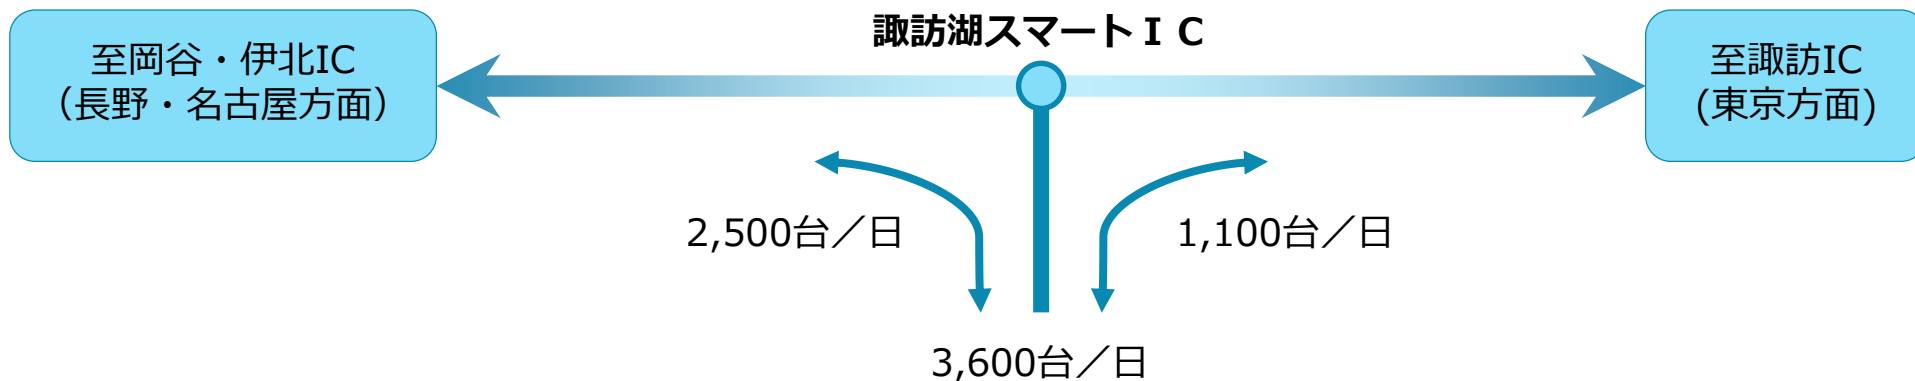 諏訪湖スマートＩＣ
至岡谷・伊北IC
（長野・名古屋方面）
至諏訪IC
(東京方面)
2,500台／日
1,100台／日
3,600台／日